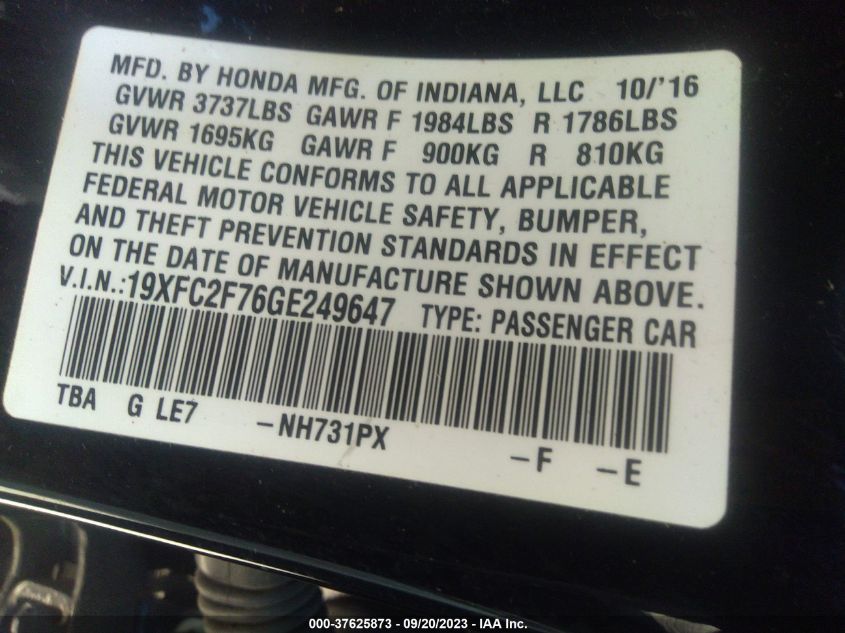 MFD. BY HONDA MFG. OF INDIANA, LLC 10/'16
GVWR 3737LBS GAWR F 1984LBS R 1786LBS
GVWR 1695KG GAWR F 900KG R 810KG
THIS VEHICLE CONFORMS TO ALL APPLICABLE
FEDERAL MOTOR VEHICLE SAFETY, BUMPER,
AND THEFT PREVENTION STANDARDS IN EFFECT
ON THE DATE OF MANUFACTURE SHOWN ABOVE.
V.I.N.:19XFC2F76GE249647 TYPE: PASSENGER CAR
TBA G LE7 -NH731PX -F -E
000-37625873 - 09/20/2023 - IAA Inc.